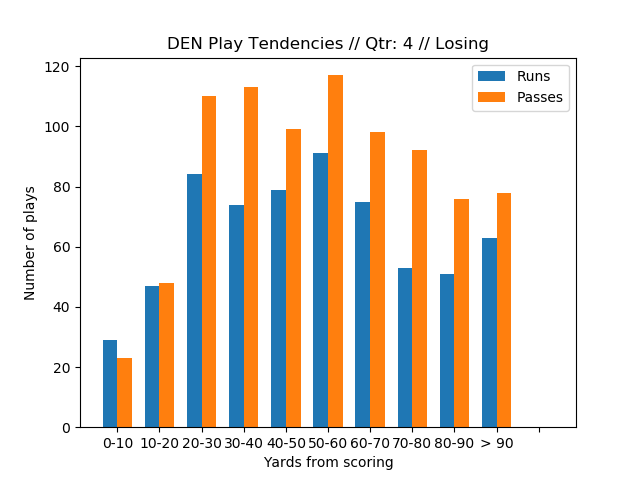 DEN Play Tendencies // Qtr: 4 // Losing
Runs
Passes
Number of plays
120
100
80
60
40
20
0
0-10 10-20 20-30 30-40 40-50 50-60 60-70 70-80 80-90 > 90
Yards from scoring